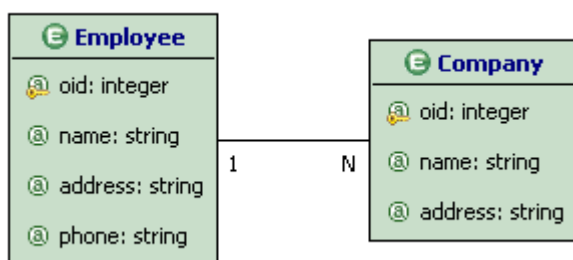 Employee
oid: integer
name: string
address: string
phone: string
1
N
Company
oid: integer
name: string
address: string